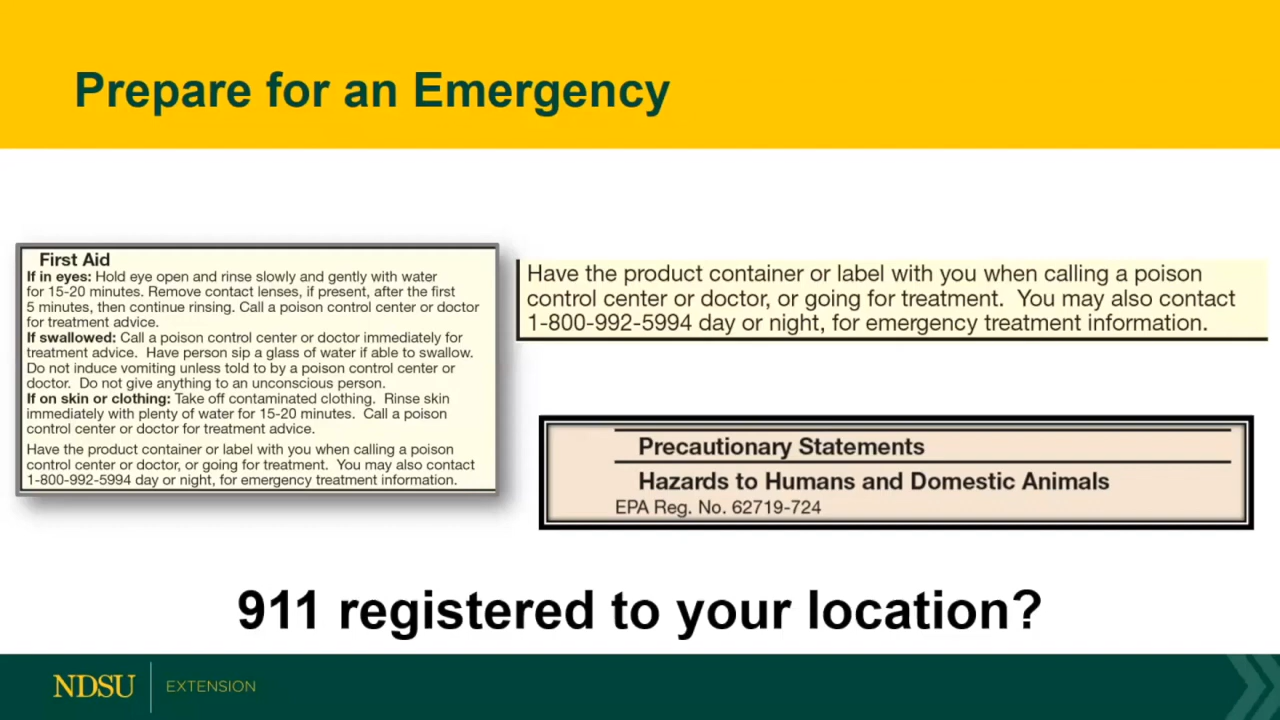 Prepare for an Emergency
First Aid
If in eyes: Hold eye open and rinse slowly and gently with water
for 15-20 minutes. Remove contact lenses, if present, after the first
5 minutes, then continue rinsing. Call a poison control center or doctor
for treatment advice.
If swallowed: Call a poison control center or doctor immediately for
treatment advice. Have person sip a glass of water if able to swallow.
Do not induce vomiting unless told to by a poison control center or
doctor. Do not give anything to an unconscious person.
If on skin or clothing: Take off contaminated clothing. Rinse skin
immediately with plenty of water for 15-20 minutes. Call a poison
control center or doctor for treatment advice.
Have the product container or label with you when calling a poison
control center or doctor, or going for treatment. You may also contact
1-800-992-5994 day or night, for emergency treatment information.
Have the product container or label with you when calling a poison
control center or doctor, or going for treatment. You may also contact
1-800-992-5994 day or night, for emergency treatment information.
Precautionary Statements
Hazards to Humans and Domestic Animals
EPA Reg. No. 62719-724
911 registered to your location?
NDSU EXTENSION